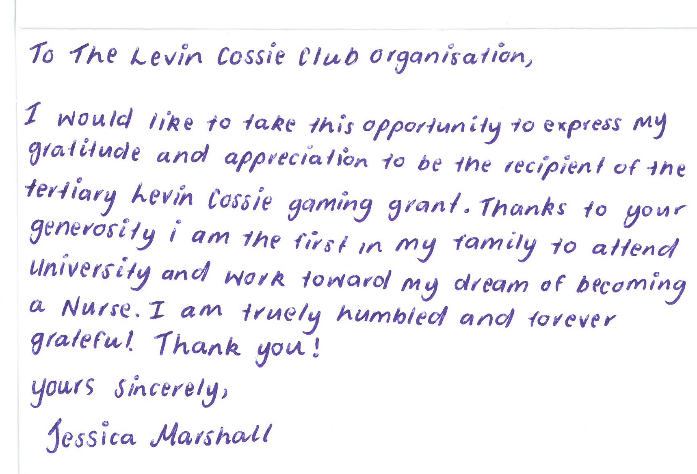 To The Levin Cossie Club Organisation,
I would like to take this opportunity to express my
gratitude and appreciation to be the recipient of the
tertiary Levin Cossie gaming grant. Thanks to your
generosity i am the first in my family to attend
University and work toward my dream of becoming
a Nurse. I am truely humbled and forever
grateful. Thank you!
yours sincerely,
Jessica Marshall